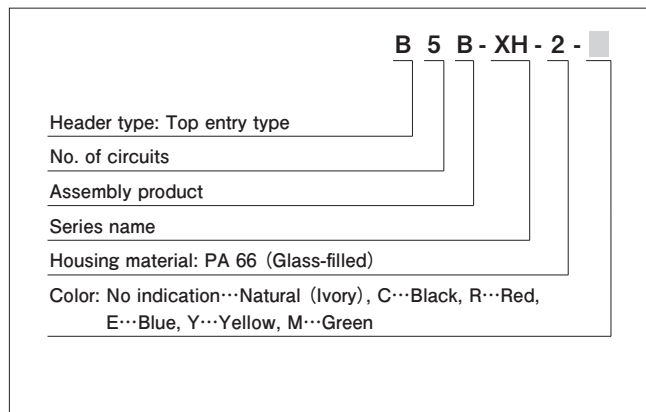 B 5 B - XH - 2 -
Header type: Top entry type
No. of circuits
Assembly product
Series name
Housing material: PA 66 (Glass-filled)
Color: No indication···Natural (Ivory), C···Black, R···Red,
E···Blue, Y···Yellow, M···Green